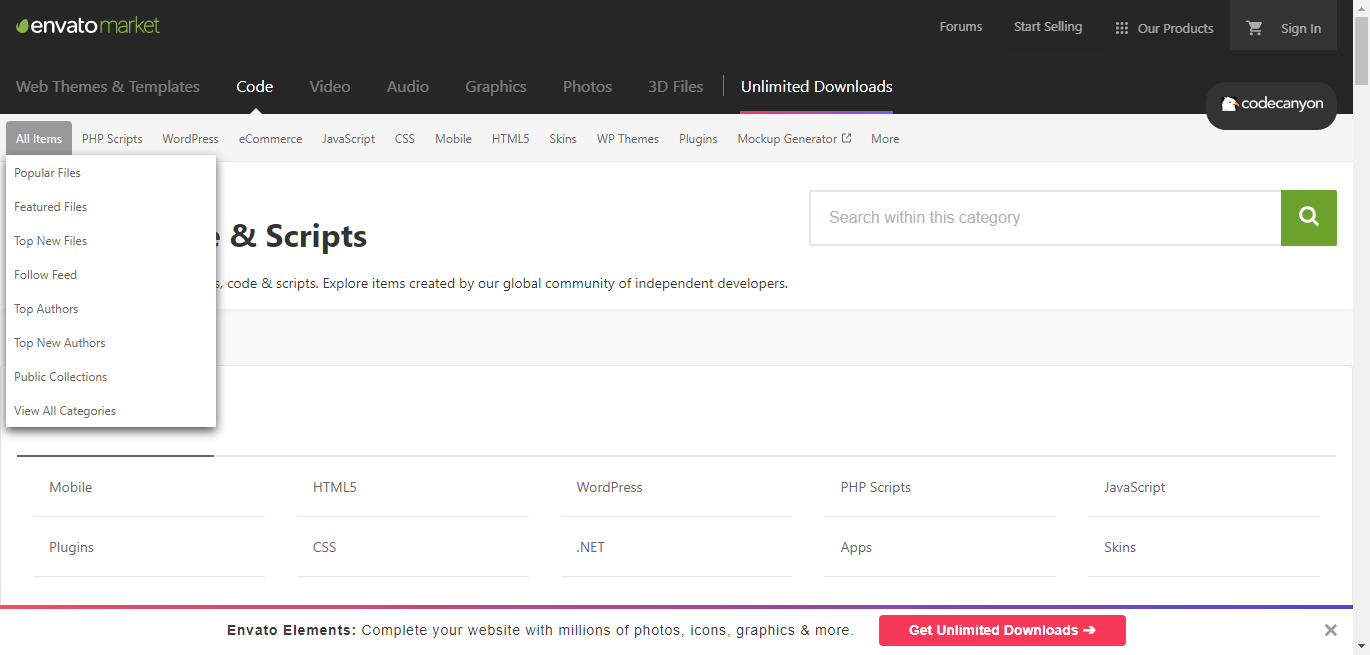 envatomarket
Forums
Start Selling
Our Products
Sign In
Web Themes & Templates
Code
Video
Audio
Graphics
Photos
3D Files
Unlimited Downloads
codecanyon
All Items
PHP Scripts
WordPress
eCommerce
JavaScript
CSS
Mobile
HTML5
Skins
WP Themes
Plugins
Mockup Generator
More
Popular Files
Featured Files
Top New Files
Follow Feed
Top Authors
Top New Authors
Public Collections
View All Categories
& Scripts
Search within this category
, code & scripts. Explore items created by our global community of independent developers.
Mobile
HTML5
WordPress
PHP Scripts
JavaScript
Plugins
CSS
.NET
Apps
Skins
Envato Elements: Complete your website with millions of photos, icons, graphics & more.
Get Unlimited Downloads ➔